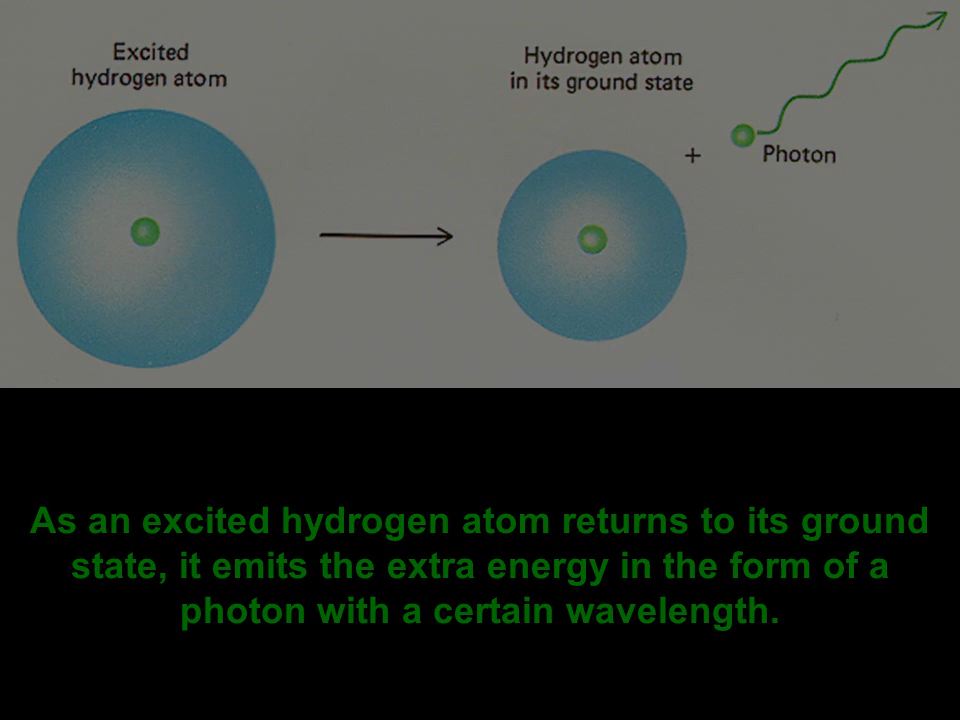 Excited
hydrogen atom
Hydrogen atom
in its ground state
+
Photon
As an excited hydrogen atom returns to its ground
state, it emits the extra energy in the form of a
photon with a certain wavelength.